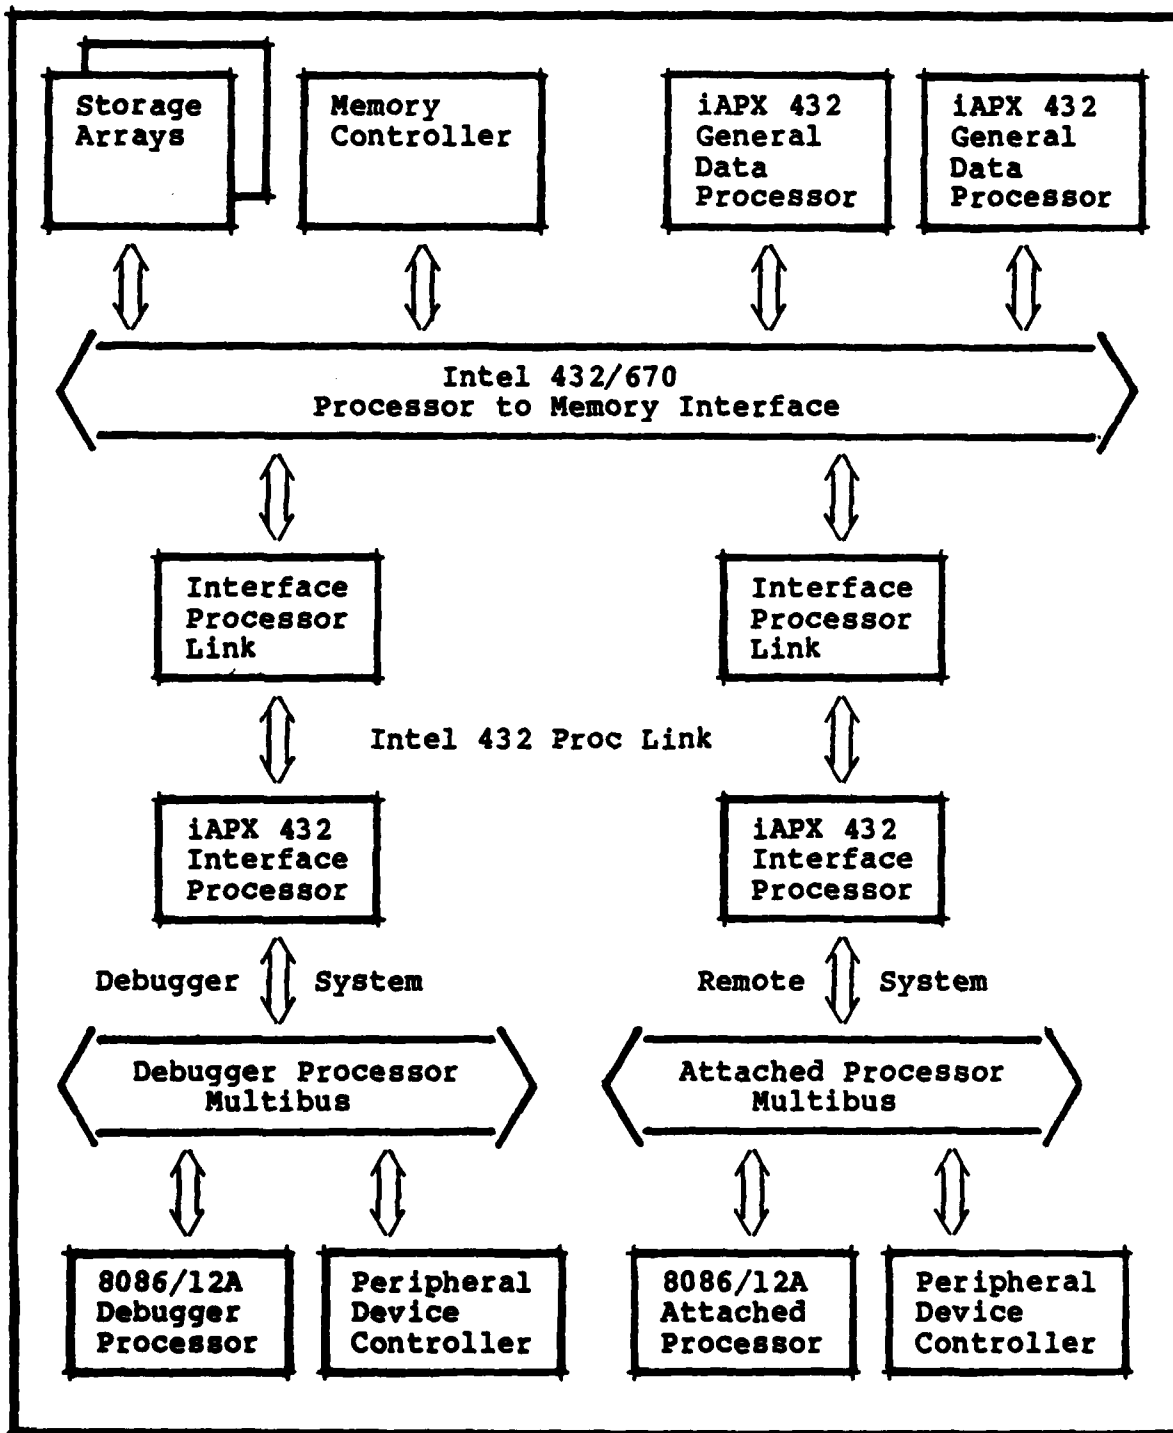 Storage
Arrays
Memory
Controller
iAPX 432
General
Data
Processor
iAPX 432
General
Data
Processor
Intel 432/670
Processor to Memory Interface
Interface
Processor
Link
Interface
Processor
Link
Intel 432 Proc Link
iAPX 432
Interface
Processor
iAPX 432
Interface
Processor
Debugger System
Remote System
Debugger Processor
Multibus
Attached Processor
Multibus
8086/12A
Debugger
Processor
Peripheral
Device
Controller
8086/12A
Attached
Processor
Peripheral
Device
Controller